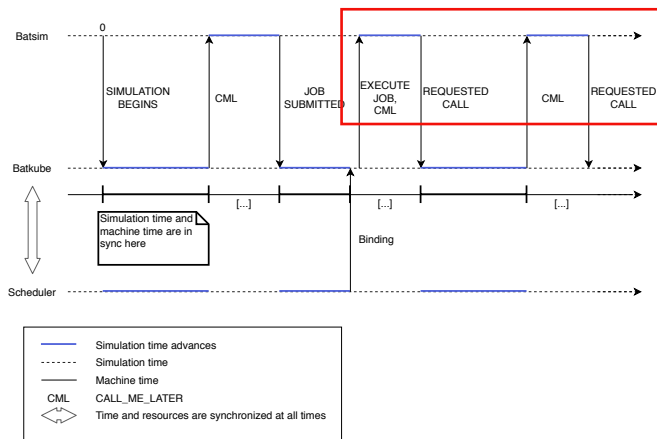 0
Batsim
SIMULATION
BEGINS
CML
JOB
SUBMITTED
EXECUTE
JOB,
CML
REQUESTED
CALL
CML
REQUESTED
CALL
Batkube
[...]
[...]
[...]
Simulation time and
machine time are in
sync here
Binding
Scheduler
Simulation time advances
Simulation time
Machine time
CML CALL_ME_LATER
Time and resources are synchronized at all times